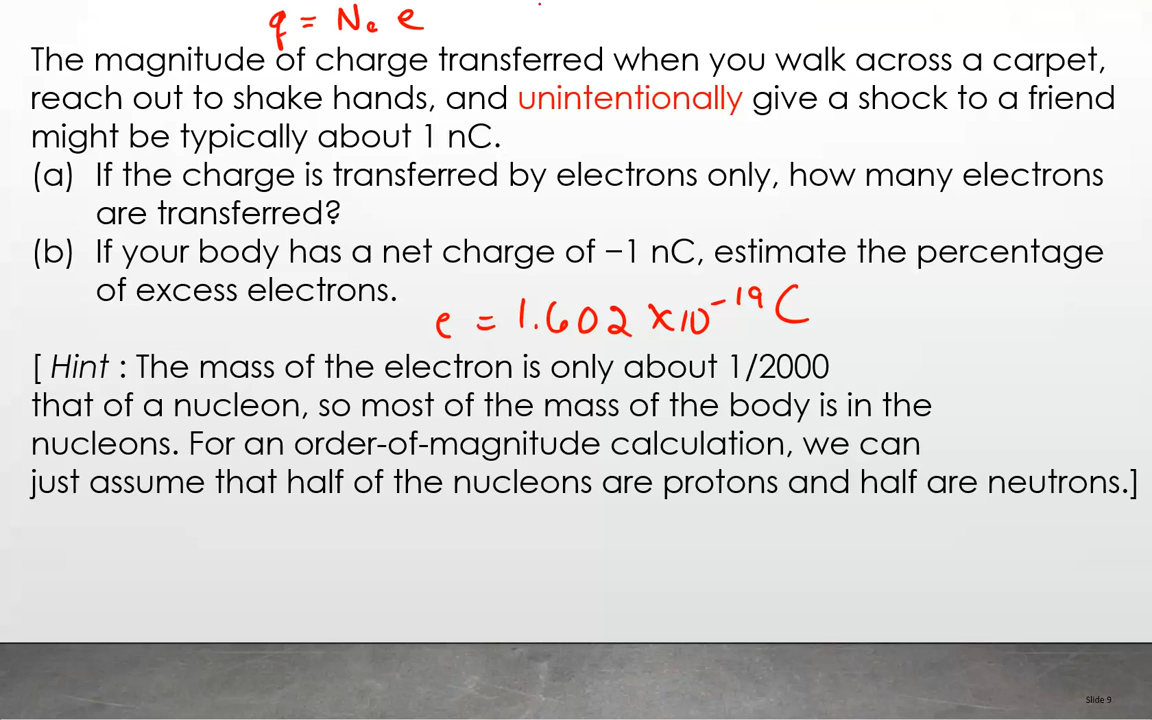 q = Ne e
The magnitude of charge transferred when you walk across a carpet,
reach out to shake hands, and unintentionally give a shock to a friend
might be typically about 1 nC.
(a) If the charge is transferred by electrons only, how many electrons
are transferred?
(b) If your body has a net charge of −1 nC, estimate the percentage
of excess electrons.
e = 1.602 ×10⁻¹⁹ C
[ Hint : The mass of the electron is only about 1/2000
that of a nucleon, so most of the mass of the body is in the
nucleons. For an order-of-magnitude calculation, we can
just assume that half of the nucleons are protons and half are neutrons.]
Slide 9